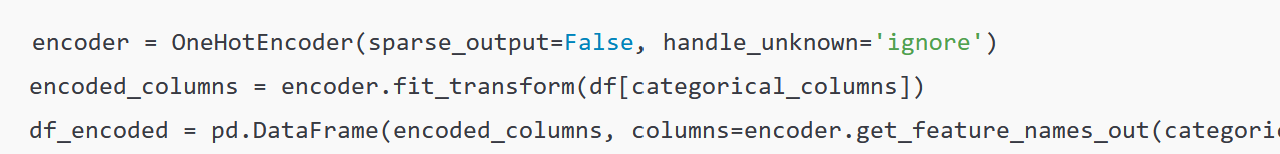 encoder = OneHotEncoder(sparse_output=False, handle_unknown='ignore')
encoded_columns = encoder.fit_transform(df[categorical_columns])
df_encoded = pd.DataFrame(encoded_columns, columns=encoder.get_feature_names_out(categori